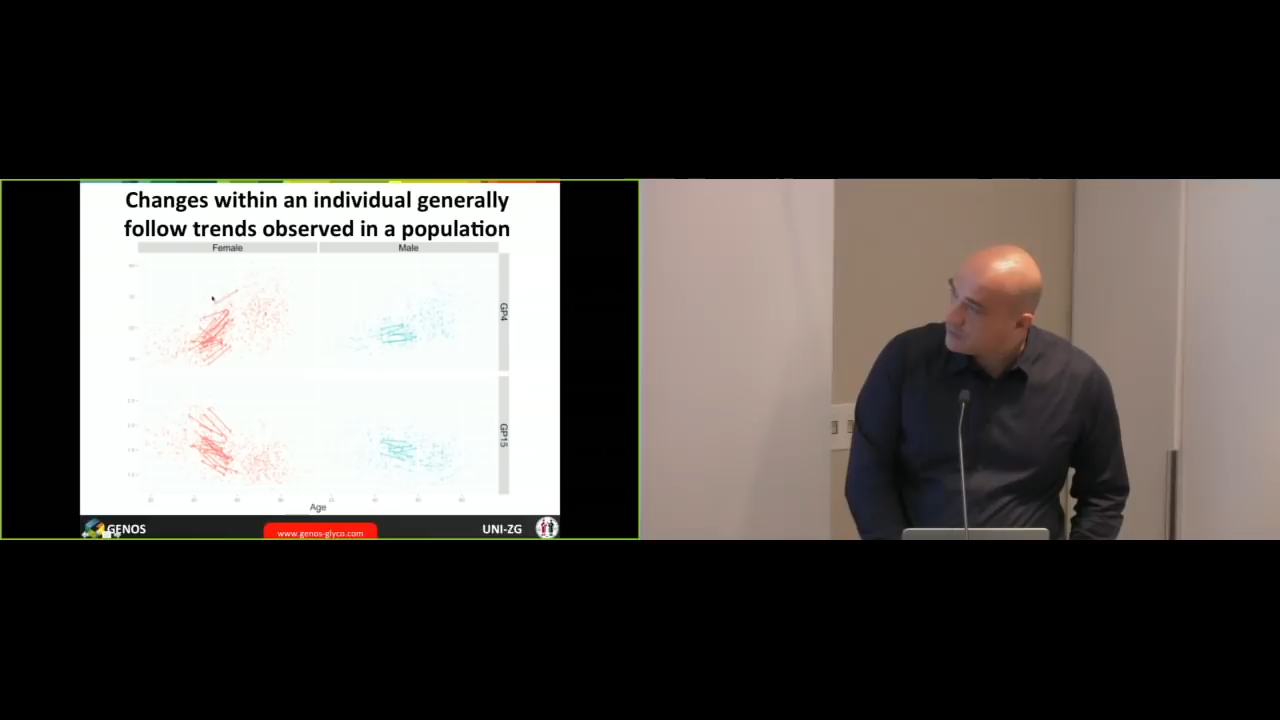 Changes within an individual generally
follow trends observed in a population
Female
Male
GP4
GP15
Age
GENOS
www.genos-glyco.com
UNI-ZG